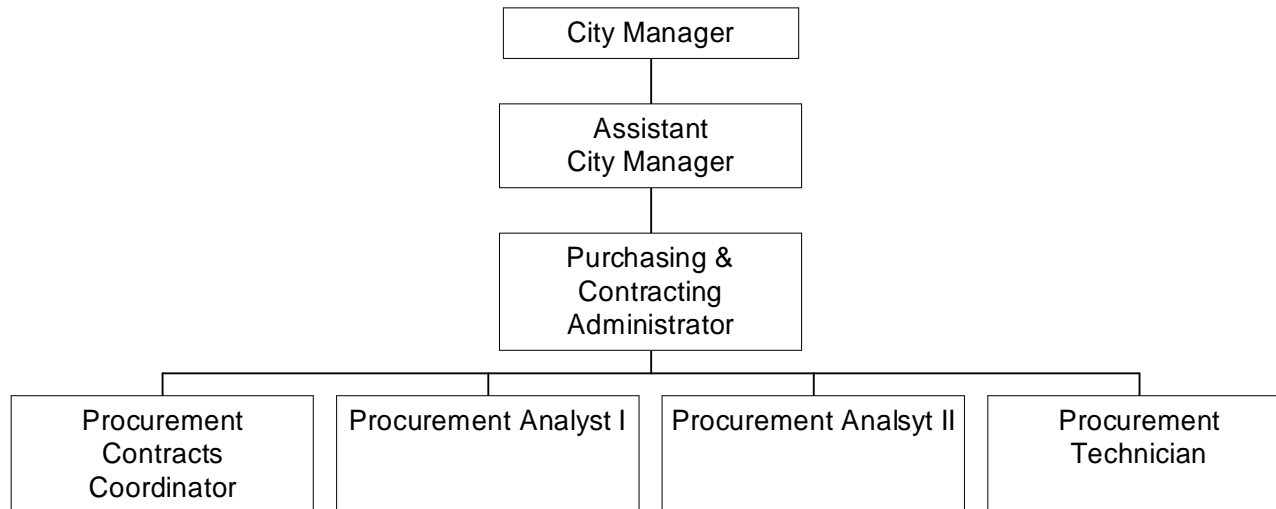 City Manager
Assistant
City Manager
Purchasing &
Contracting
Administrator
Procurement
Contracts
Coordinator
Procurement Analyst I
Procurement Analsyt II
Procurement
Technician